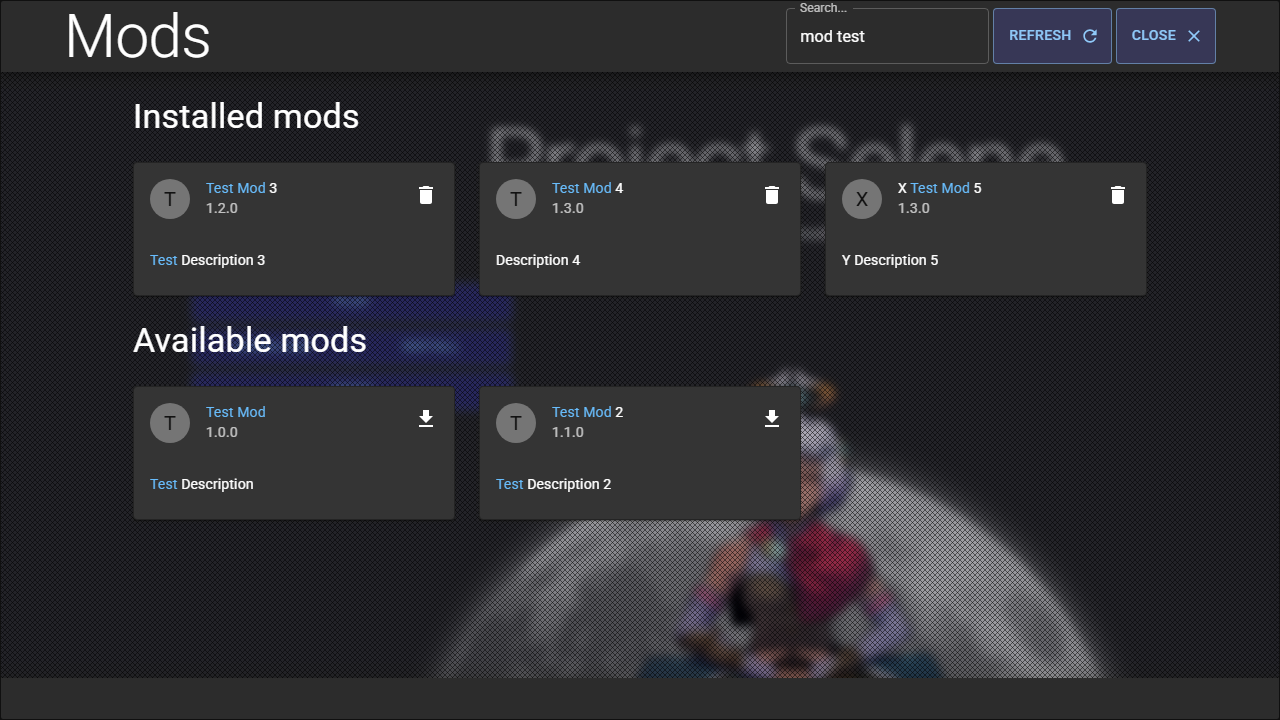 Mods
Search...
mod test
REFRESH
CLOSE
Installed mods
Project Selene
T
Test Mod 3
1.2.0
Test Description 3
T
Test Mod 4
1.3.0
Description 4
X
X Test Mod 5
1.3.0
Y Description 5
Available mods
T
Test Mod
1.0.0
Test Description
T
Test Mod 2
1.1.0
Test Description 2